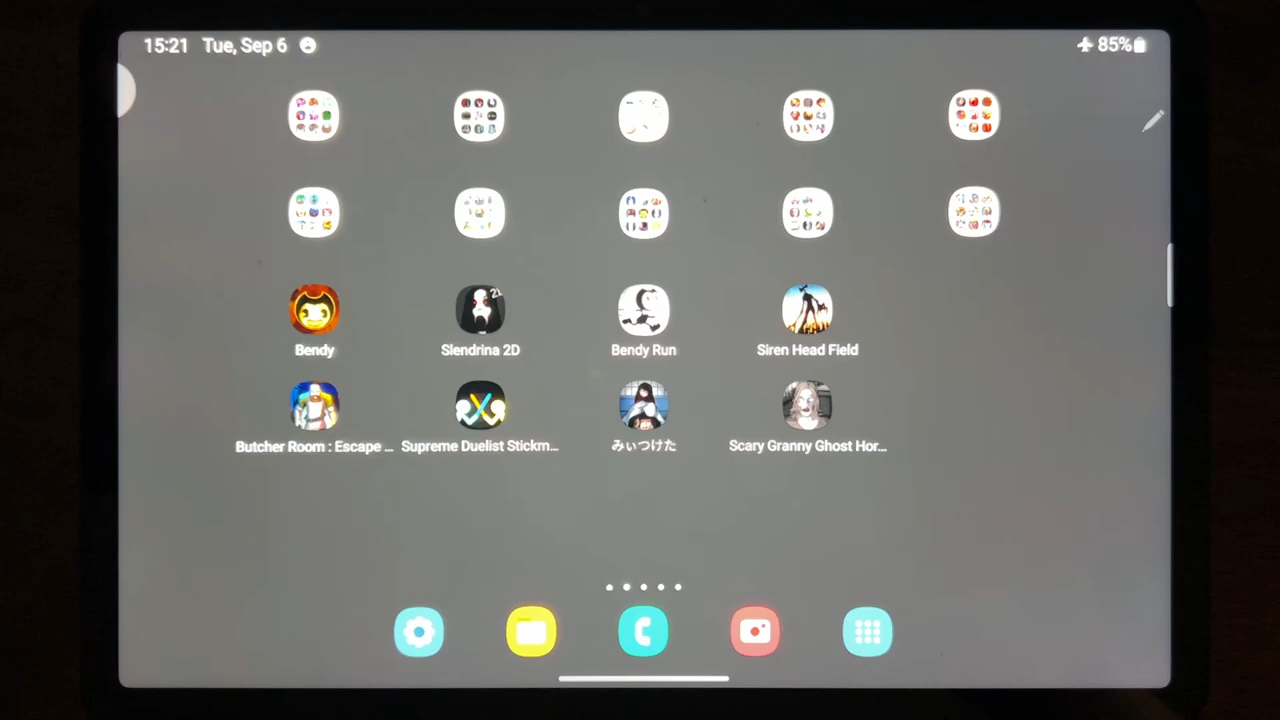 15:21 Tue, Sep 6
85%
Bendy
Slendrina 2D
Bendy Run
Siren Head Field
Butcher Room : Escape ...
Supreme Duelist Stickm...
みぃつけた
Scary Granny Ghost Hor...
21